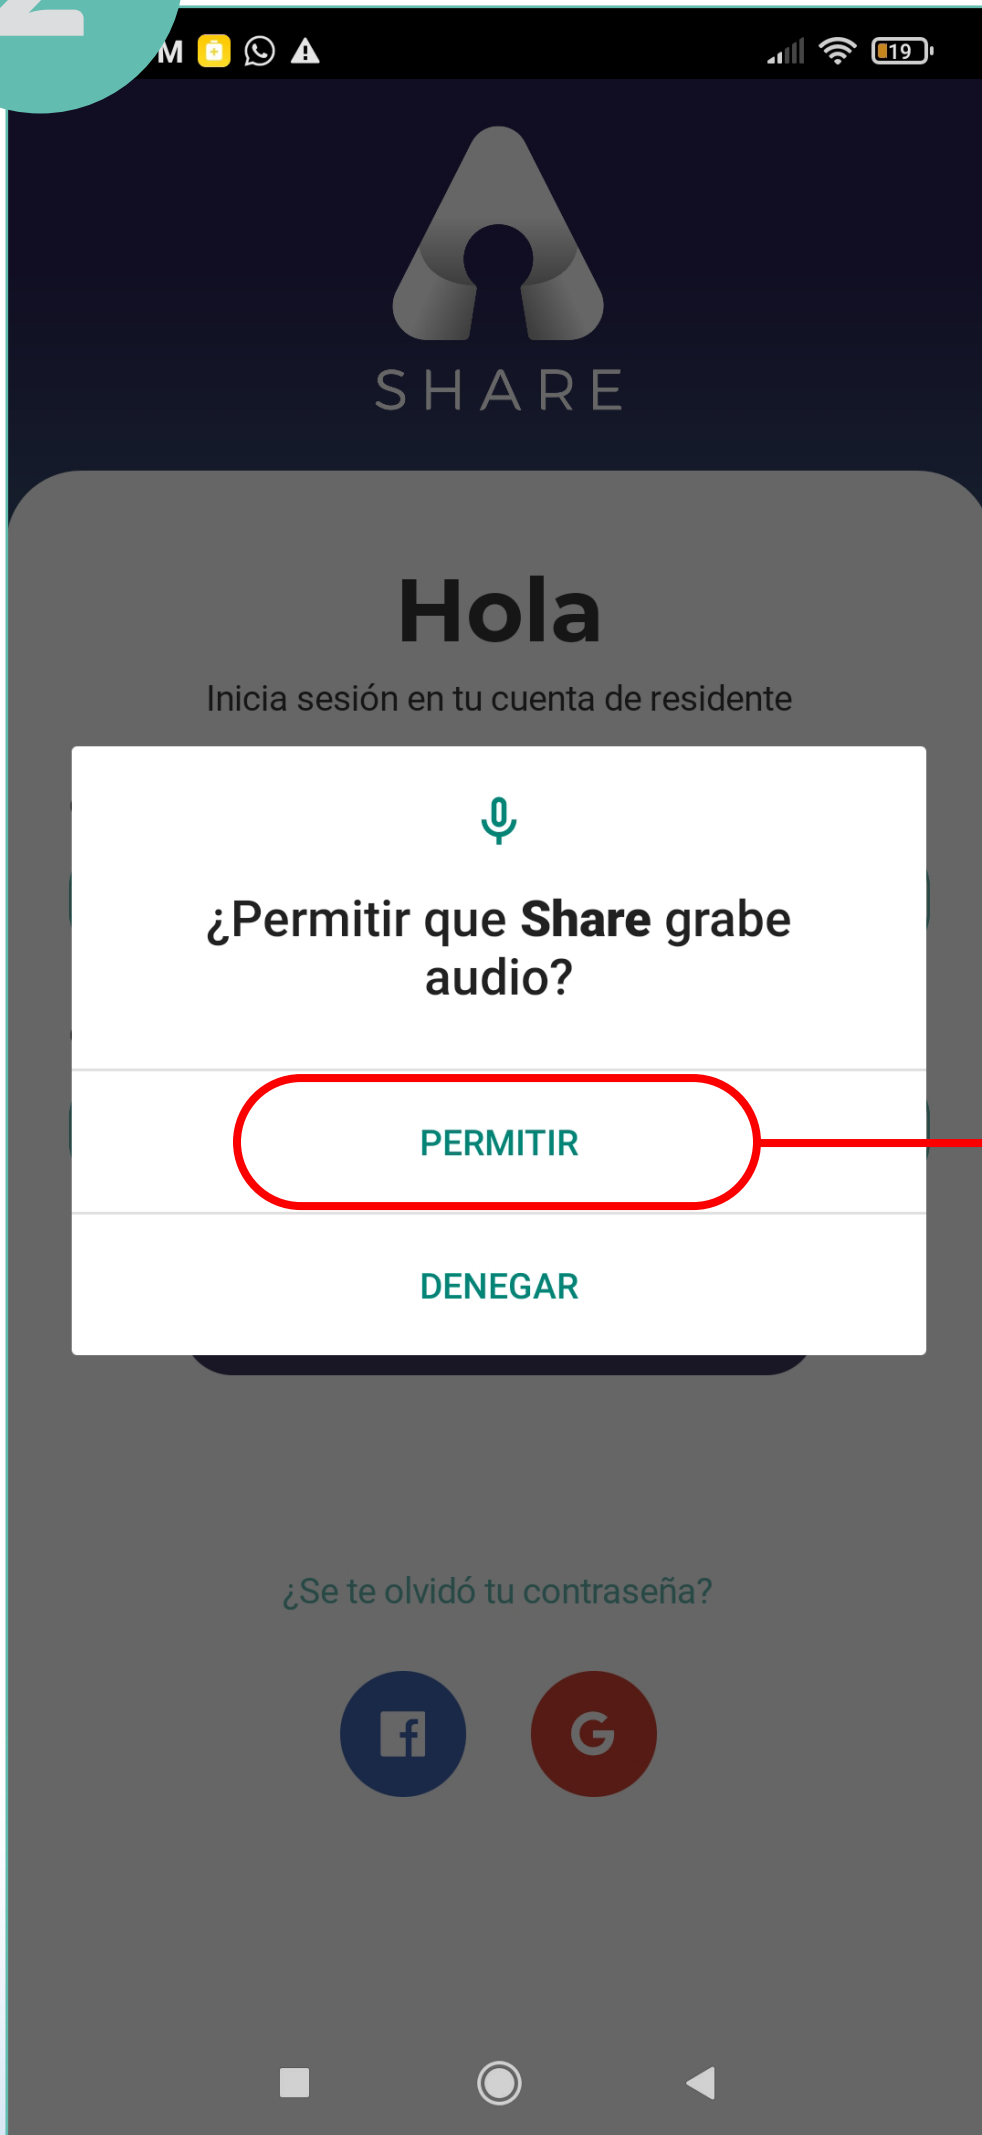 2
M
19
SHARE
Hola
Inicia sesión en tu cuenta de residente
¿Permitir que Share grabe
audio?
PERMITIR
DENEGAR
¿Se te olvidó tu contraseña?
f
G